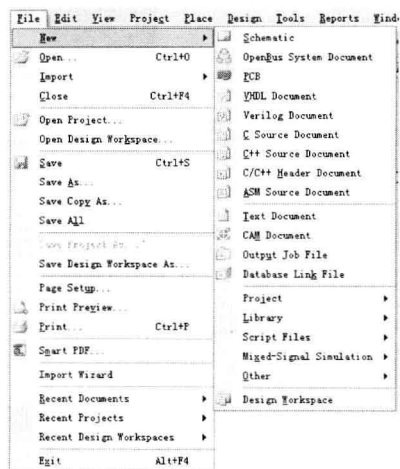 File Edit View Project Place Design Tools Reports Wind
New
Open... Ctrl+O
Import
Close Ctrl+F4
Open Project...
Open Design Workspace...
Save Ctrl+S
Save As...
Save Copy As...
Save All
Save Project As...
Save Design Workspace As...
Page Setup...
Print Preview...
Print... Ctrl+P
Smart PDF...
Import Wizard
Recent Documents
Recent Projects
Recent Design Workspaces
Exit Alt+F4
Schematic
OpenBus System Document
PCB
VHDL Document
Verilog Document
C Source Document
C++ Source Document
C/C++ Header Document
ASM Source Document
Text Document
CAM Document
Output Job File
Database Link File
Project
Library
Script Files
Mixed-Signal Simulation
Other
Design Workspace